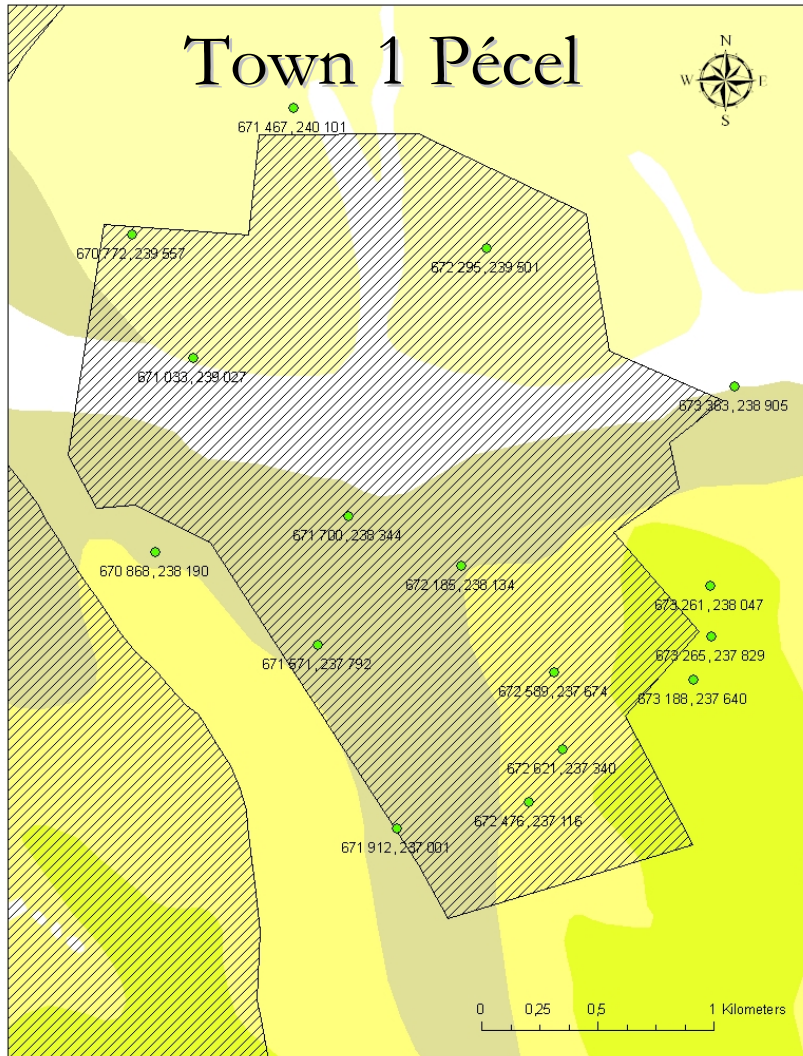 Town 1 Pécel
N
W E
S
671 467, 240 101
670 772, 239 557
672 295, 239 501
671 033, 239 027
673 363, 238 905
671 700, 238 344
670 868, 238 190
672 185, 238 134
673 261, 238 047
671 571, 237 792
673 265, 237 829
672 589, 237 674
673 188, 237 640
672 621, 237 340
672 476, 237 116
671 912, 237 001
0 0,25 0,5 1 Kilometers